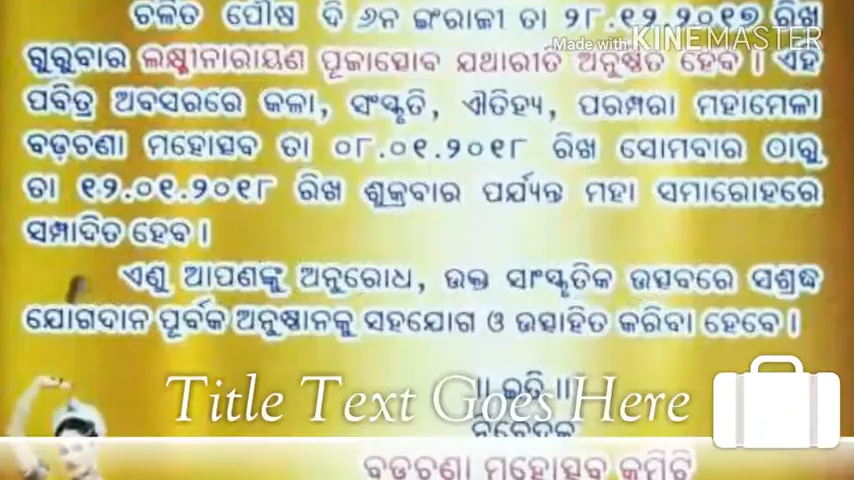 ଚଳିତ ପୌଷ ଦି ୬ନ ଇଂରାଜୀ ତା ୨୮.୧୨.୨୦୧୭ ରିଖ
Made with KINEMASTER
ଗୁରୁବାର ଲକ୍ଷ୍ମୀନାରାୟଣ ପୂଜାତ୍ସୋବ ଯଥାରୀତି ଅନୁଷ୍ଠିତ ହେବ । ଏହି
ପବିତ୍ର ଅବସରରେ କଳା, ସଂସ୍କୃତି, ଐତିହ୍ୟ, ପରମ୍ପରା ମହାମେଳା
ବଡ଼ଚଣା ମହୋତ୍ସବ ତା ୦୮.୦୧.୨୦୧୮ ରିଖ ସୋମବାର ଠାରୁ
ତା ୧୨.୦୧.୨୦୧୮ ରିଖ ଶୁକ୍ରବାର ପର୍ଯ୍ୟନ୍ତ ମହା ସମାରୋହରେ
ସମ୍ପାଦିତ ହେବ ।
ଏଣୁ ଆପଣଙ୍କୁ ଅନୁରୋଧ, ଉକ୍ତ ସାଂସ୍କୃତିକ ଉତ୍ସବରେ ସଶ୍ରଦ୍ଧ
ଯୋଗଦାନ ପୂର୍ବକ ଅନୁଷ୍ଠାନକୁ ସହଯୋଗ ଓ ଉତ୍ସାହିତ କରିବା ହେବେ ।
॥ ଇତି ॥
Title Text Goes Here
ନିବେଦକ
ବଡଚଣା ମହୋତ୍ସବ କମିଟି